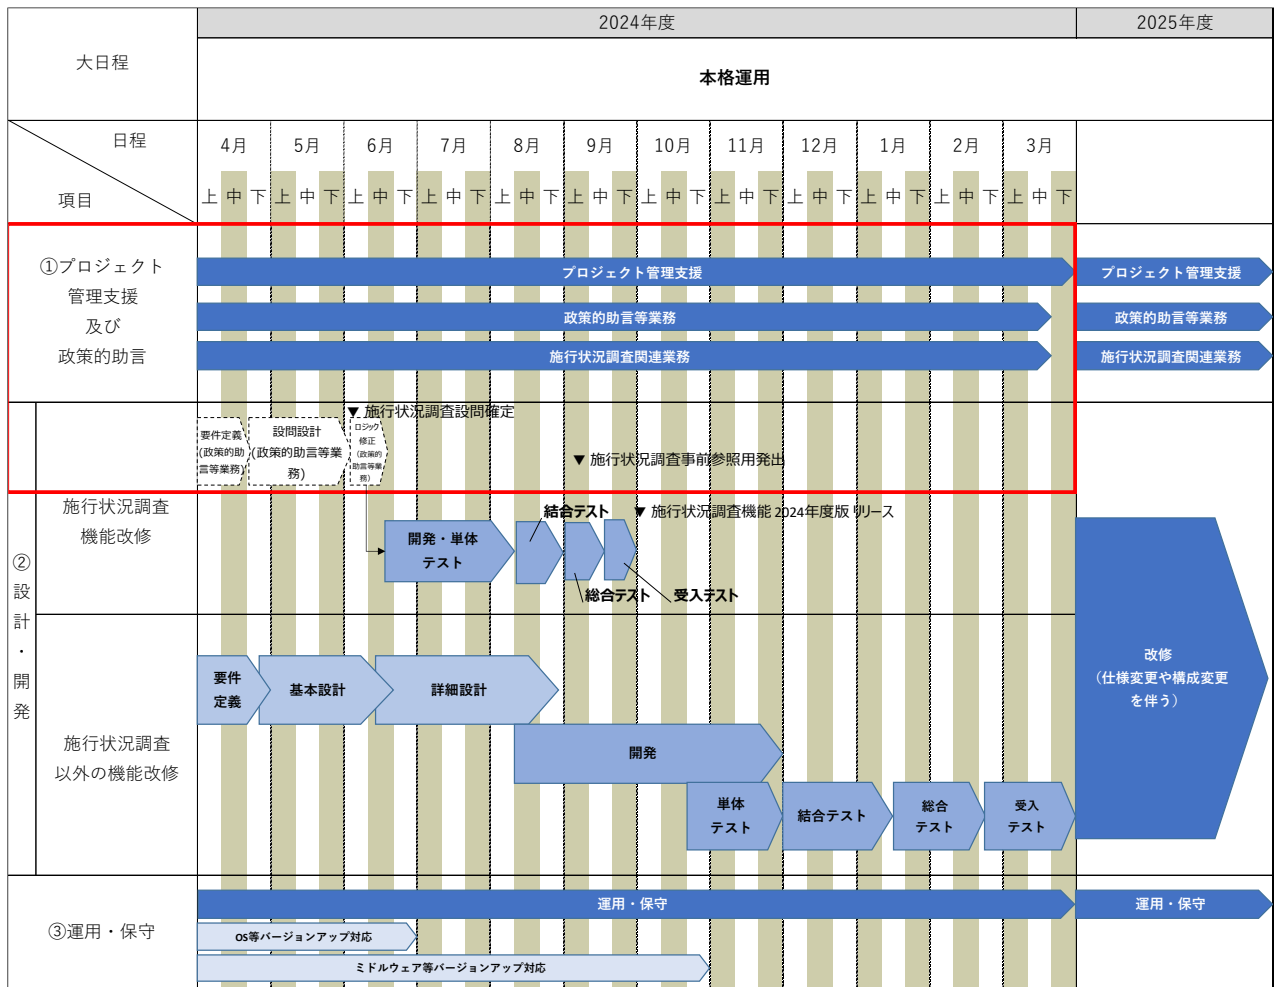 2024年度
2025年度
大日程
本格運用
日程
項目
4月
5月
6月
7月
8月
9月
10月
11月
12月
1月
2月
3月
上 中 下 上 中 下 上 中 下 上 中 下 上 中 下 上 中 下 上 中 下 上 中 下 上 中 下 上 中 下 上 中 下 上 中 下
①プロジェクト
管理支援
及び
政策的助言
プロジェクト管理支援
プロジェクト管理支援
政策的助言等業務
政策的助言等業務
施行状況調査関連業務
施行状況調査関連業務
②
設
計
・
開
発
施行状況調査
機能改修
▼ 施行状況調査設問確定
要件定義
(政策的助
言等業務)
設問設計
(政策的助言等業
務)
ロジック
修正
(政策的
助言等業
務)
▼ 施行状況調査事前参照用発出
▼ 施行状況調査機能 2024年度版 リリース
開発・単体
テスト
結合テスト
総合テスト
受入テスト
施行状況調査
以外の機能改修
要件
定義
基本設計
詳細設計
開発
単体
テスト
結合テスト
総合
テスト
受入
テスト
改修
（仕様変更や構成変更
を伴う）
③運用・保守
運用・保守
運用・保守
OS等バージョンアップ対応
ミドルウェア等バージョンアップ対応